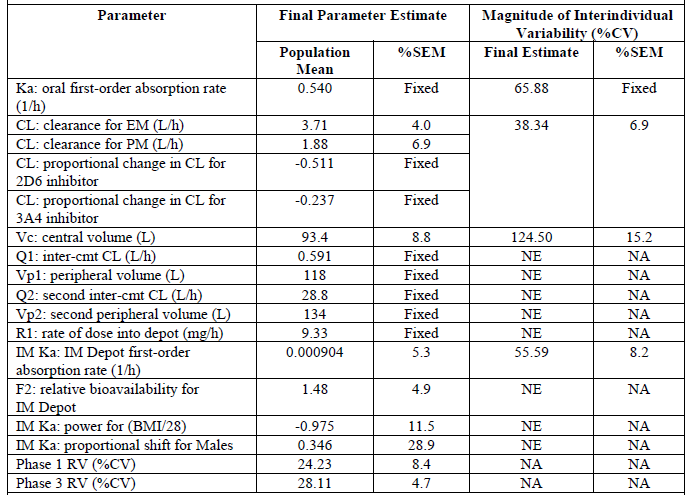 Parameter Final Parameter Estimate Magnitude of Interindividual
Variability (%CV)
Population
Mean %SEM Final Estimate %SEM
Ka: oral first-order absorption rate
(1/h) 0.540 Fixed 65.88 Fixed
CL: clearance for EM (L/h) 3.71 4.0 38.34 6.9
CL: clearance for PM (L/h) 1.88 6.9
CL: proportional change in CL for
2D6 inhibitor -0.511 Fixed
CL: proportional change in CL for
3A4 inhibitor -0.237 Fixed
Vc: central volume (L) 93.4 8.8 124.50 15.2
Q1: inter-cmt CL (L/h) 0.591 Fixed NE NA
Vp1: peripheral volume (L) 118 Fixed NE NA
Q2: second inter-cmt CL (L/h) 28.8 Fixed NE NA
Vp2: second peripheral volume (L) 134 Fixed NE NA
R1: rate of dose into depot (mg/h) 9.33 Fixed NE NA
IM Ka: IM Depot first-order
absorption rate (1/h) 0.000904 5.3 55.59 8.2
F2: relative bioavailability for
IM Depot 1.48 4.9 NE NA
IM Ka: power for (BMI/28) -0.975 11.5 NE NA
IM Ka: proportional shift for Males 0.346 28.9 NE NA
Phase 1 RV (%CV) 24.23 8.4 NA NA
Phase 3 RV (%CV) 28.11 4.7 NA NA